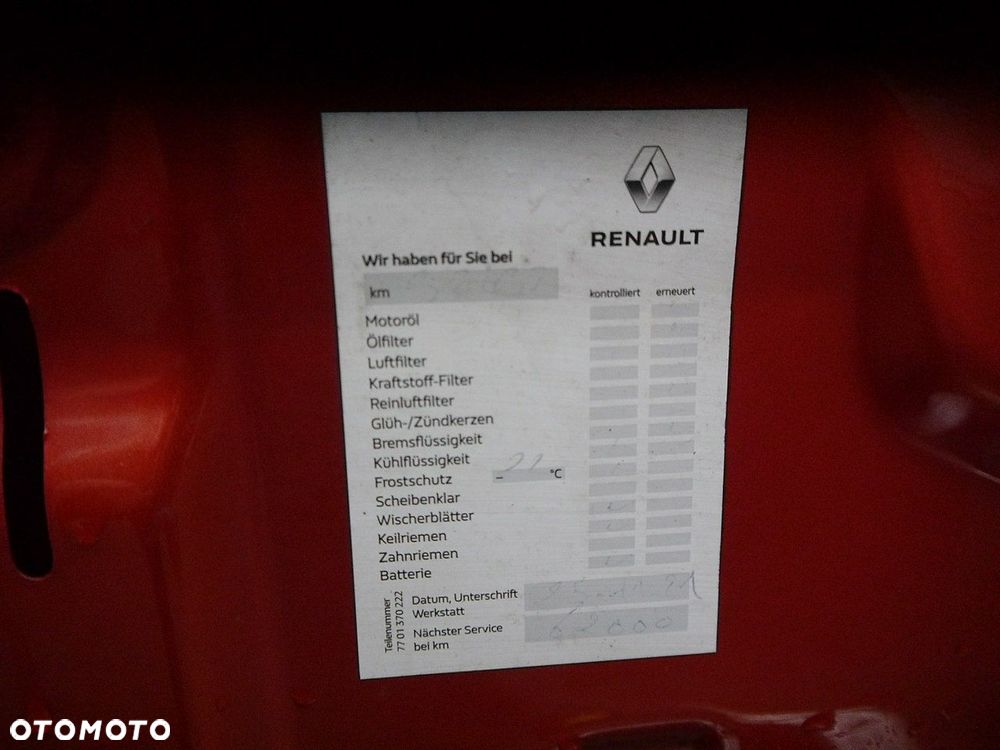 RENAULT
Wir haben für Sie bei
km
kontrolliert erneuert
Motoröl
Ölfilter
Luftfilter
Kraftstoff-Filter
Reinluftfilter
Glüh-/Zündkerzen
Bremsflüssigkeit
Kühlflüssigkeit
Frostschutz - °C
Scheibenklar
Wischerblätter
Keilriemen
Zahnriemen
Batterie
Teilenummer
77 01 370 222
Datum, Unterschrift
Werkstatt
Nächster Service
bei km
OTOMOTO